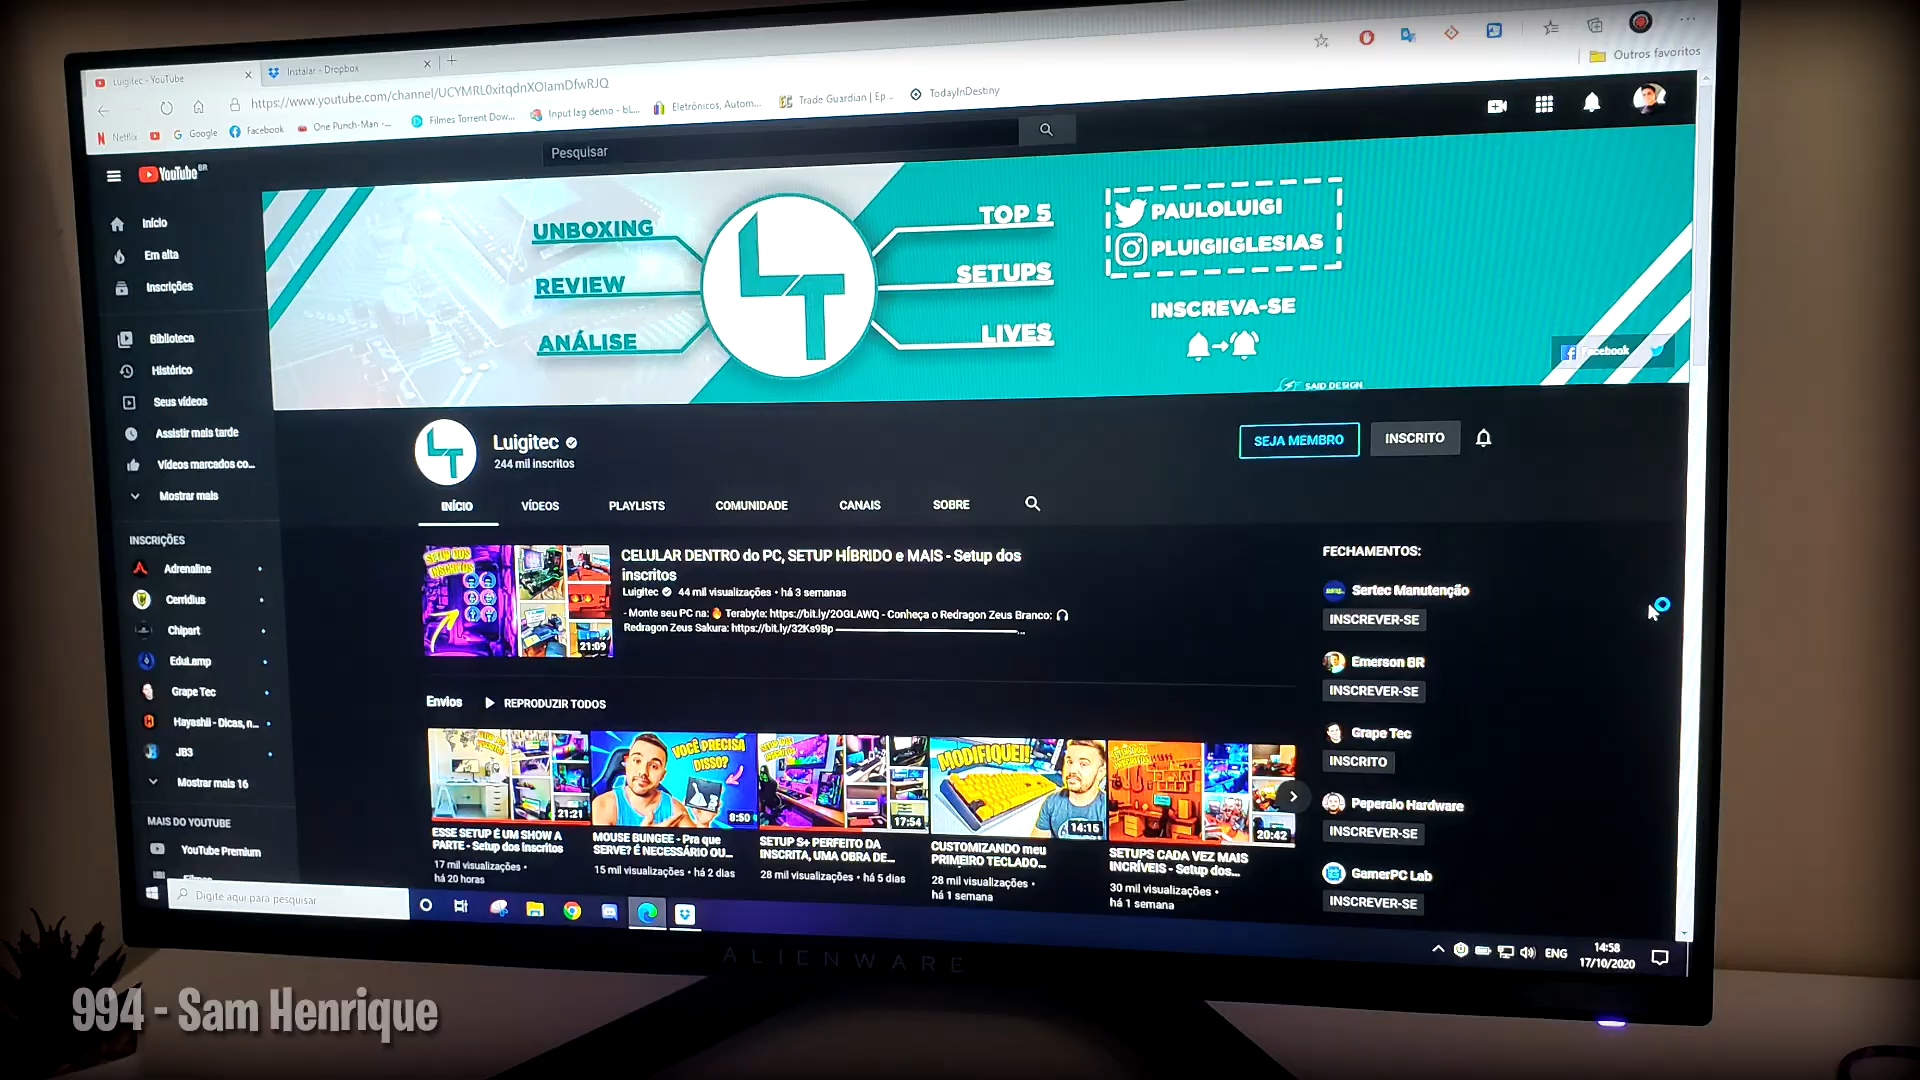 Luigitec - YouTube
Instalar - Dropbox
https://www.youtube.com/channel/UCYMRL0xitqdnXOIamDfwRJQ
Outros favoritos
Netflix
Google
Facebook
One Punch-Man -...
Filmes Torrent Dow...
Input lag demo - bL...
Eletrônicos, Autom...
Trade Guardian | Ep...
TodayInDestiny
YouTube BR
Pesquisar
Início
Em alta
Inscrições
Biblioteca
Histórico
Seus vídeos
Assistir mais tarde
Vídeos marcados co...
Mostrar mais
INSCRIÇÕES
Adrenaline
Cerridius
Chipart
EduLamp
Grape Tec
Hayashii - Dicas, n...
JB3
Mostrar mais 16
MAIS DO YOUTUBE
YouTube Premium
UNBOXING
REVIEW
ANÁLISE
LT
TOP 5
SETUPS
LIVES
PAULOLUIGI
PLUIGIIGLESIAS
INSCREVA-SE
SAID DESIGN
Facebook
Luigitec
244 mil inscritos
SEJA MEMBRO
INSCRITO
INÍCIO
VÍDEOS
PLAYLISTS
COMUNIDADE
CANAIS
SOBRE
SETUP DOS
INSCRITOS
21:09
CELULAR DENTRO do PC, SETUP HÍBRIDO e MAIS - Setup dos
inscritos
Luigitec
44 mil visualizações • há 3 semanas
- Monte seu PC na: Terabyte: https://bit.ly/2OGLAWQ - Conheça o Redragon Zeus Branco:
Redragon Zeus Sakura: https://bit.ly/32Ks9Bp
Envios
REPRODUZIR TODOS
21:21
ESSE SETUP É UM SHOW A
PARTE - Setup dos Inscritos
17 mil visualizações •
há 20 horas
VOCÊ PRECISA
DISSO?
8:50
MOUSE BUNGEE - Pra que
SERVE? É NECESSÁRIO OU...
15 mil visualizações • há 2 dias
17:54
SETUP S+ PERFEITO DA
INSCRITA, UMA OBRA DE...
28 mil visualizações • há 5 dias
MODIFIQUEI!
14:15
CUSTOMIZANDO meu
PRIMEIRO TECLADO...
28 mil visualizações •
há 1 semana
20:42
SETUPS CADA VEZ MAIS
INCRÍVEIS - Setup dos...
30 mil visualizações •
há 1 semana
FECHAMENTOS:
Sertec Manutenção
INSCREVER-SE
Emerson BR
INSCREVER-SE
Grape Tec
INSCRITO
Peperaio Hardware
INSCREVER-SE
GamerPC Lab
INSCREVER-SE
Digite aqui para pesquisar
ENG
14:58
17/10/2020
ALIENWARE
994 - Sam Henrique